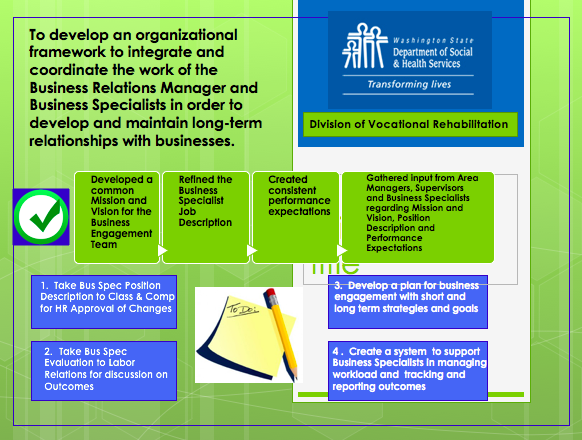 To develop an organizational
framework to integrate and
coordinate the work of the
Business Relations Manager and
Business Specialists in order to
develop and maintain long-term
relationships with businesses.
Washington State
Department of Social
& Health Services
Transforming lives
Division of Vocational Rehabilitation
Developed a
common
Mission and
Vision for the
Business
Engagement
Team
Refined the
Business
Specialist
Job
Description
Created
consistent
performance
expectations
Gathered input from Area
Managers, Supervisors
and Business Specialists
regarding Mission and
Vision, Position
Description and
Performance
Expectations
title
1. Take Bus Spec Position
Description to Class & Comp
for HR Approval of Changes
2. Take Bus Spec
Evaluation to Labor
Relations for discussion on
Outcomes
To Do:
3. Develop a plan for business
engagement with short and
long term strategies and goals
4 . Create a system to support
Business Specialists in managing
workload and tracking and
reporting outcomes